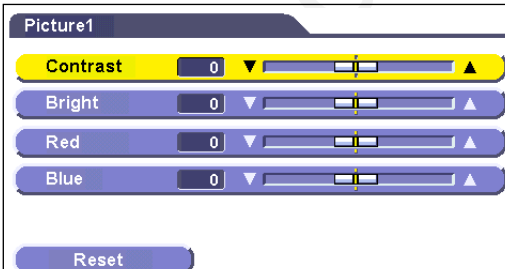 Picture1
Contrast 0 ▼ ▲
Bright 0 ▼ ▲
Red 0 ▼ ▲
Blue 0 ▼ ▲
Reset